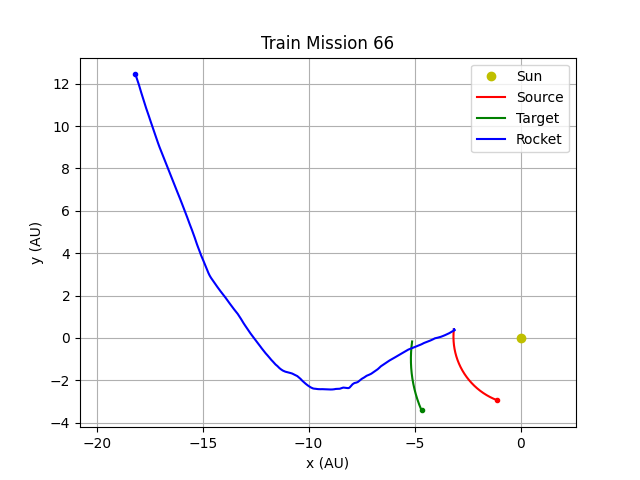 Train Mission 66
Sun
Source
Target
Rocket
12
10
8
6
4
2
0
−2
−4
y (AU)
−20 −15 −10 −5 0
x (AU)